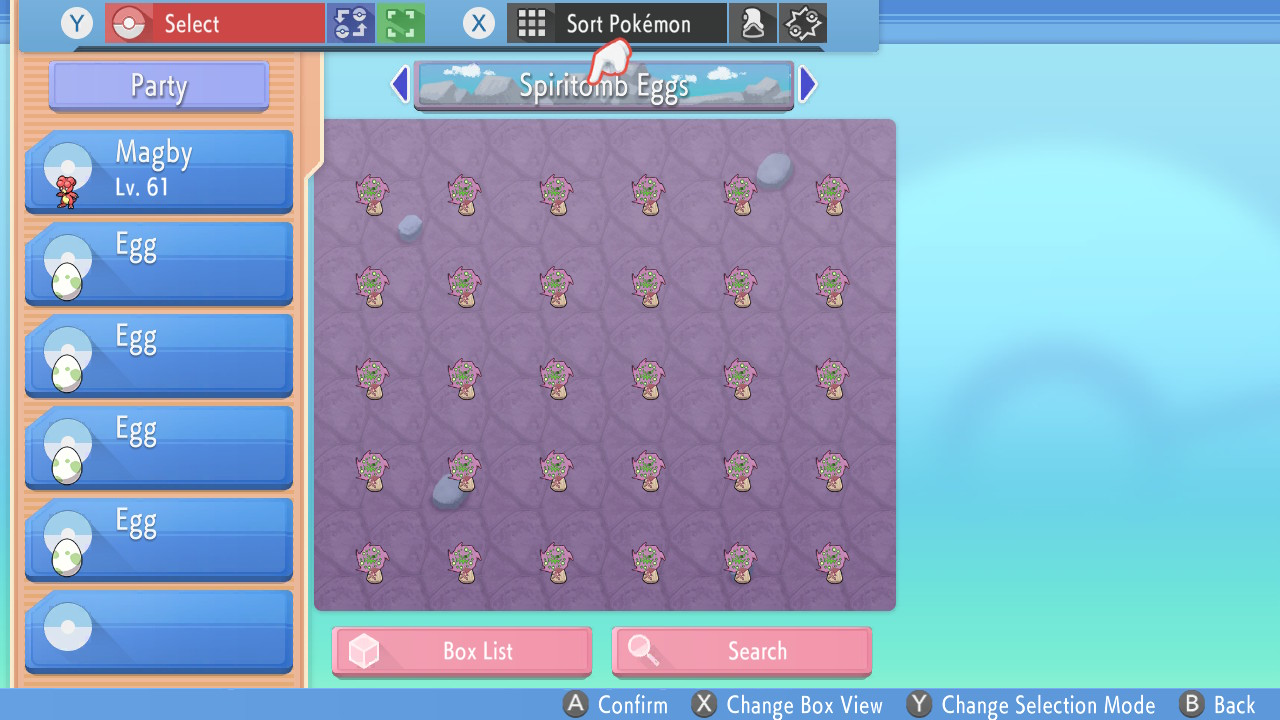 Y Select X Sort Pokémon
Party
Spiritomb Eggs
Magby
Lv. 61
Egg
Egg
Egg
Egg
Box List
Search
A Confirm X Change Box View Y Change Selection Mode B Back